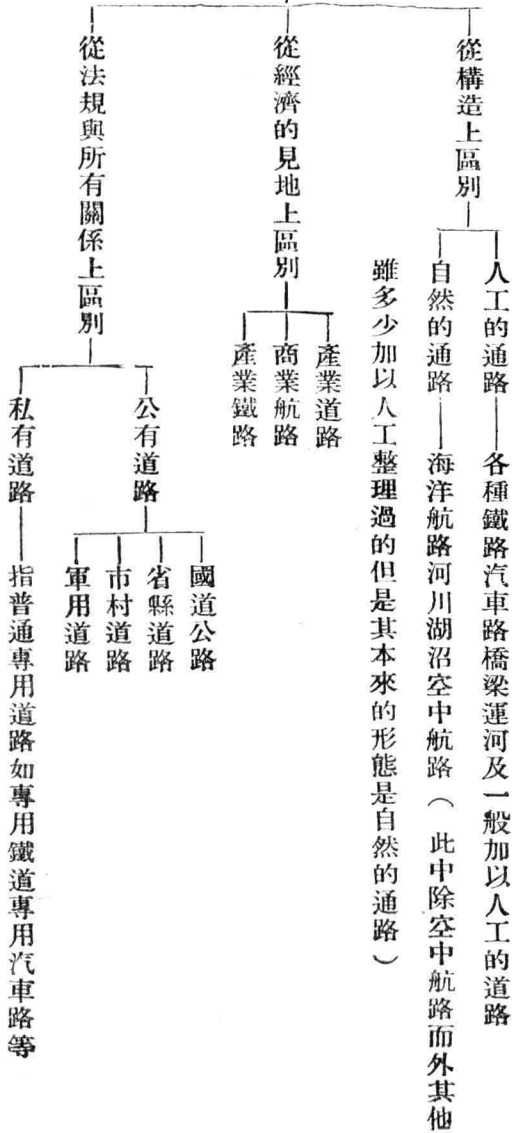 從構造上區別
人工的通路
各種鐵路汽車路橋梁運河及一般加以人工的道路
自然的通路
海洋航路河川湖沼空中航路（此中除空中航路而外其他
雖多少加以人工整理過的但是其本來的形態是自然的通路）
從經濟的見地上區別
產業道路
商業航路
產業鐵路
從法規與所有關係上區別
公有道路
國道公路
省縣道路
市村道路
軍用道路
私有道路
指普通專用道路如專用鐵道專用汽車路等